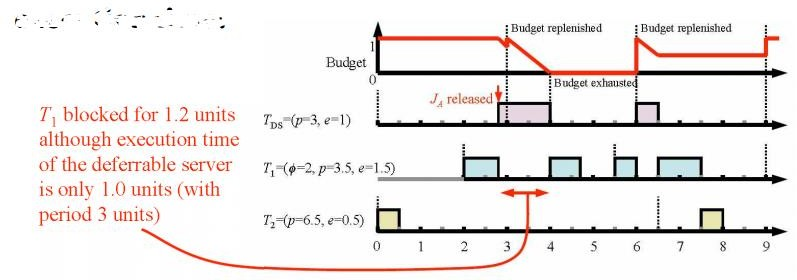 Budget replenished
Budget replenished
1
Budget
0
Budget exhausted
J_A released
T_DS=(p=3, e=1)
T_1 blocked for 1.2 units
although execution time
of the deferrable server
is only 1.0 units (with
period 3 units)
T_1=(ϕ=2, p=3.5, e=1.5)
T_2=(p=6.5, e=0.5)
0 1 2 3 4 5 6 7 8 9